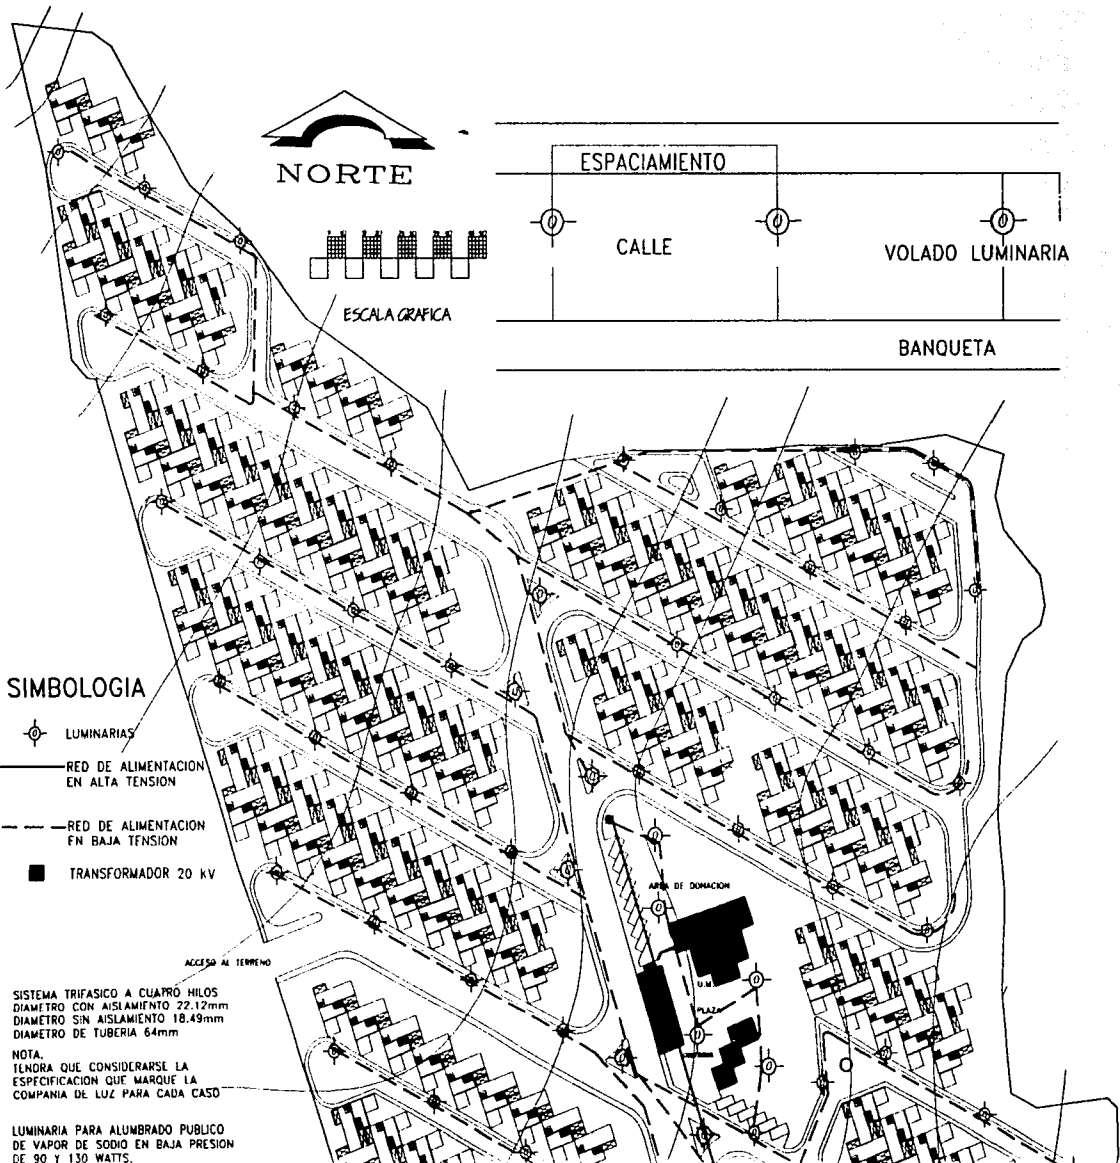 NORTE
ESCALA GRAFICA
ESPACIAMIENTO
CALLE
VOLADO LUMINARIA
BANQUETA
SIMBOLOGIA
LUMINARIAS
RED DE ALIMENTACION
EN ALTA TENSION
RED DE ALIMENTACION
EN BAJA TENSION
TRANSFORMADOR 20 KV
ACCESO AL TERRENO
AREA DE DONACION
U.M.
PLAZA
SISTEMA TRIFASICO A CUAPRO HILOS
DIAMETRO CON AISLAMIENTO 22.12mm
DIAMETRO SIN AISLAMIENTO 18.49mm
DIAMETRO DE TUBERIA 64mm
NOTA.
TENDRA QUE CONSIDERARSE LA
ESPECIFICACION QUE MARQUE LA
COMPANIA DE LUZ PARA CADA CASO
LUMINARIA PARA ALUMBRADO PUBLICO
DE VAPOR DE SODIO EN BAJA PRESION
DE 90 Y 130 WATTS.